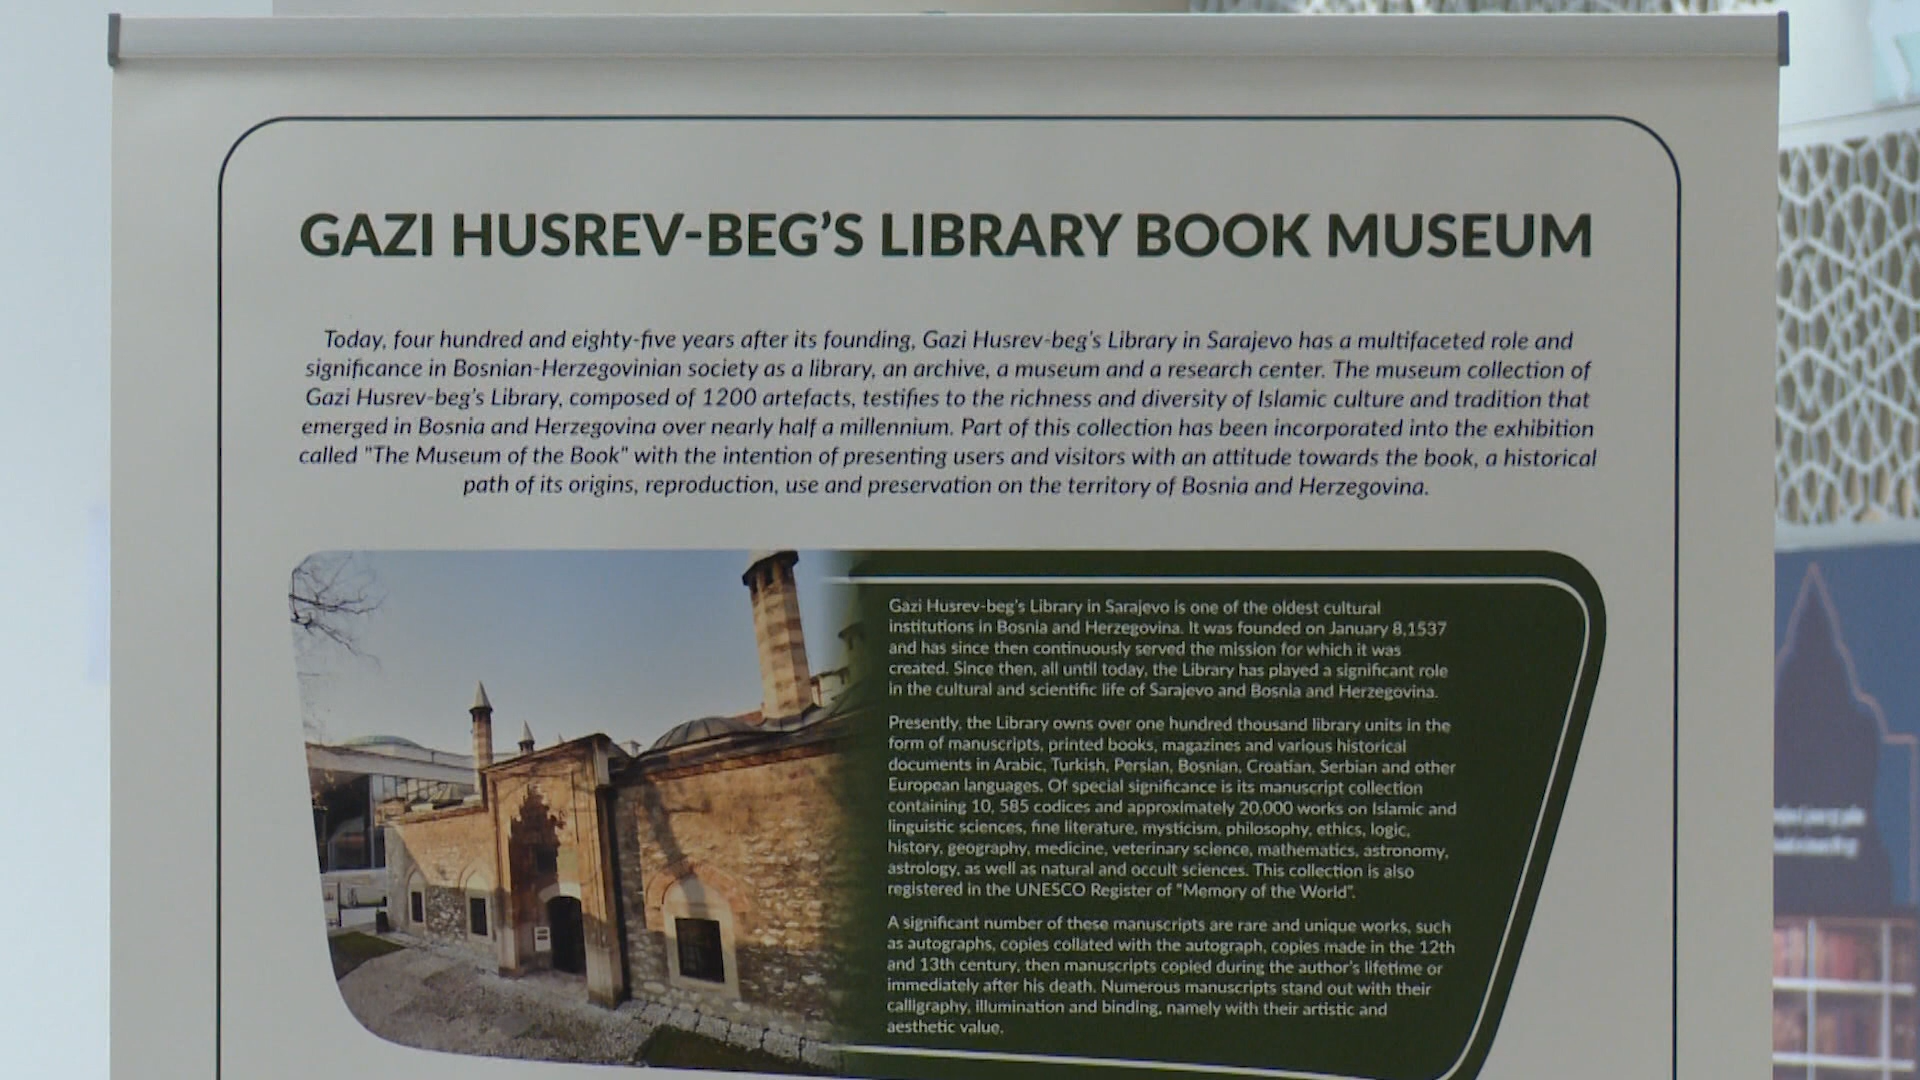 GAZI HUSREV-BEG'S LIBRARY BOOK MUSEUM
Today, four hundred and eighty-five years after its founding, Gazi Husrev-beg's Library in Sarajevo has a multifaceted role and
significance in Bosnian-Herzegovinian society as a library, an archive, a museum and a research center. The museum collection of
Gazi Husrev-beg's Library, composed of 1200 artefacts, testifies to the richness and diversity of Islamic culture and tradition that
emerged in Bosnia and Herzegovina over nearly half a millennium. Part of this collection has been incorporated into the exhibition
called "The Museum of the Book" with the intention of presenting users and visitors with an attitude towards the book, a historical
path of its origins, reproduction, use and preservation on the territory of Bosnia and Herzegovina.
Gazi Husrev-beg's Library in Sarajevo is one of the oldest cultural
institutions in Bosnia and Herzegovina. It was founded on January 8,1537
and has since then continuously served the mission for which it was
created. Since then, all until today, the Library has played a significant role
in the cultural and scientific life of Sarajevo and Bosnia and Herzegovina.
Presently, the Library owns over one hundred thousand library units in the
form of manuscripts, printed books, magazines and various historical
documents in Arabic, Turkish, Persian, Bosnian, Croatian, Serbian and other
European languages. Of special significance is its manuscript collection
containing 10, 585 codices and approximately 20,000 works on Islamic and
linguistic sciences, fine literature, mysticism, philosophy, ethics, logic,
history, geography, medicine, veterinary science, mathematics, astronomy,
astrology, as well as natural and occult sciences. This collection is also
registered in the UNESCO Register of "Memory of the World".
A significant number of these manuscripts are rare and unique works, such
as autographs, copies collated with the autograph, copies made in the 12th
and 13th century, then manuscripts copied during the author's lifetime or
immediately after his death. Numerous manuscripts stand out with their
calligraphy, illumination and binding, namely with their artistic and
aesthetic value.